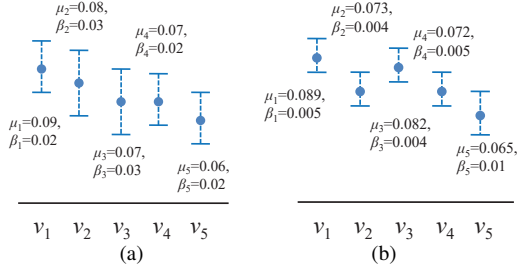 μ₂=0.08,
β₂=0.03
μ₄=0.07,
β₄=0.02
μ₁=0.09,
β₁=0.02
μ₃=0.07,
β₃=0.03
μ₅=0.06,
β₅=0.02
v₁ v₂ v₃ v₄ v₅
(a)
μ₂=0.073,
β₂=0.004
μ₄=0.072,
β₄=0.005
μ₁=0.089,
β₁=0.005
μ₃=0.082,
β₃=0.004
μ₅=0.065,
β₅=0.01
v₁ v₂ v₃ v₄ v₅
(b)